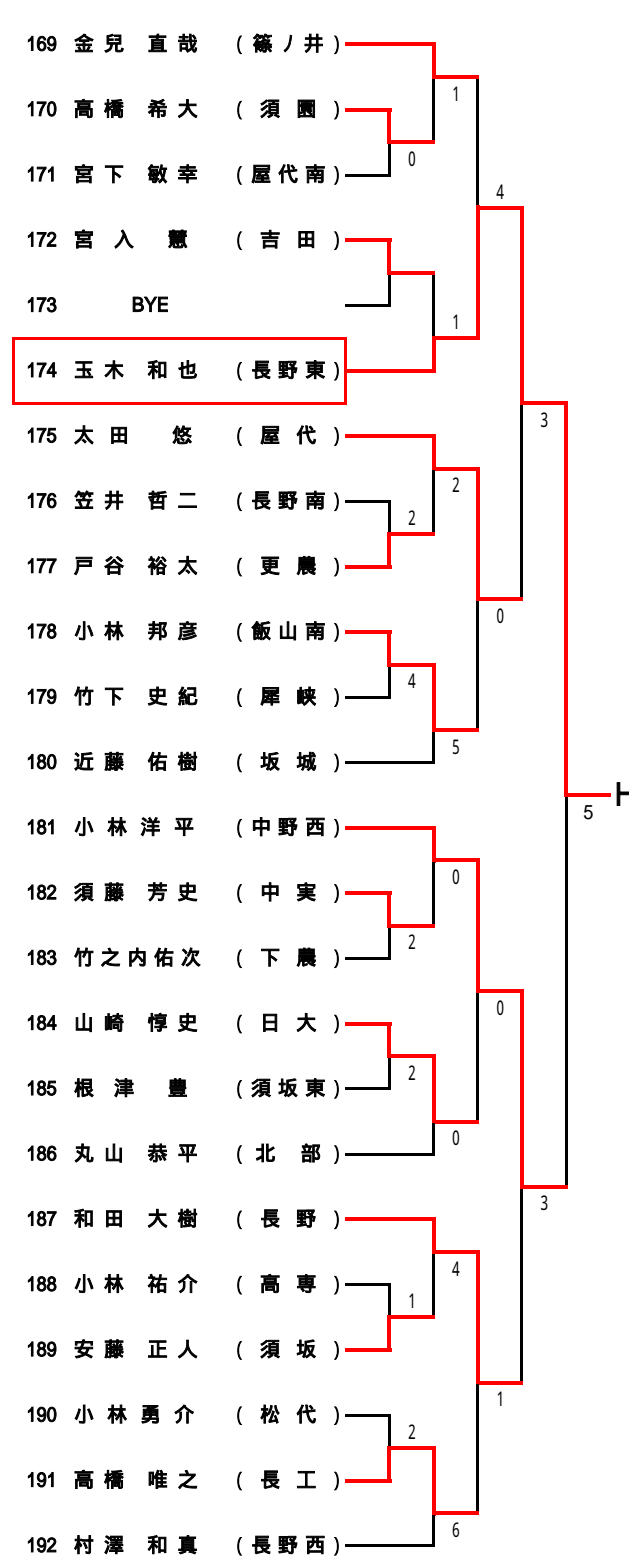 169 金兒 直哉 (篠ノ井)
1
170 高橋 希大 (須園)
0
171 宮下 敏幸 (屋代南)
4
172 宮入 慧 (吉田)
173 BYE
1
174 玉木 和也 (長野東)
3
175 太田 悠 (屋代)
2
176 笠井 哲二 (長野南)
2
177 戸谷 裕太 (更農)
0
178 小林 邦彦 (飯山南)
4
179 竹下 史紀 (犀峡)
5
180 近藤 佑樹 (坂城)
5
181 小林洋平 (中野西)
0
182 須藤 芳史 (中実)
2
183 竹之内佑次 (下農)
0
184 山崎 惇史 (日大)
2
185 根津 豊 (須坂東)
0
186 丸山 恭平 (北部)
3
187 和田 大樹 (長野)
4
188 小林 祐介 (高専)
1
189 安藤 正人 (須坂)
1
190 小林勇介 (松代)
2
191 高橋 唯之 (長工)
6
192 村澤 和真 (長野西)